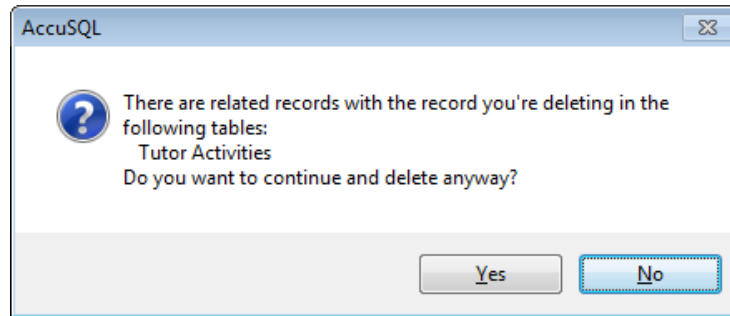 AccuSQL
There are related records with the record you're deleting in the
following tables:
Tutor Activities
Do you want to continue and delete anyway?
Yes
No